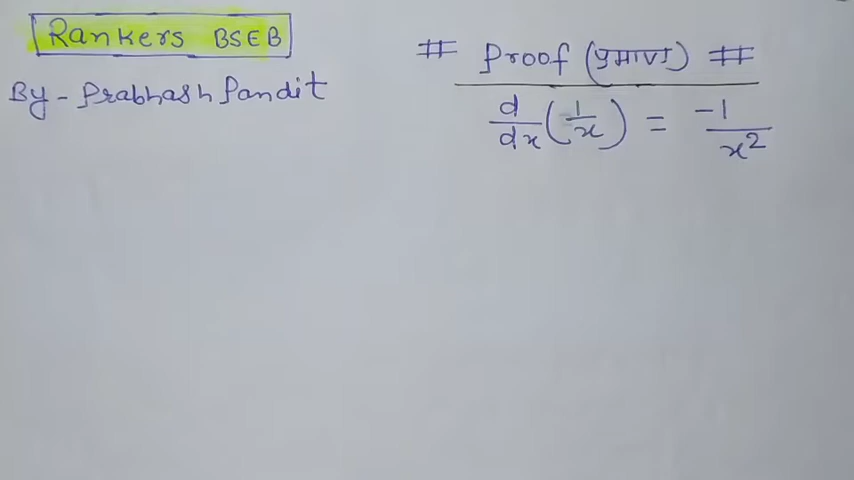 Rankers BSEB
By - Prabhash Pandit
# Proof (प्रमाण) #
d/dx (1/x) = -1/x²